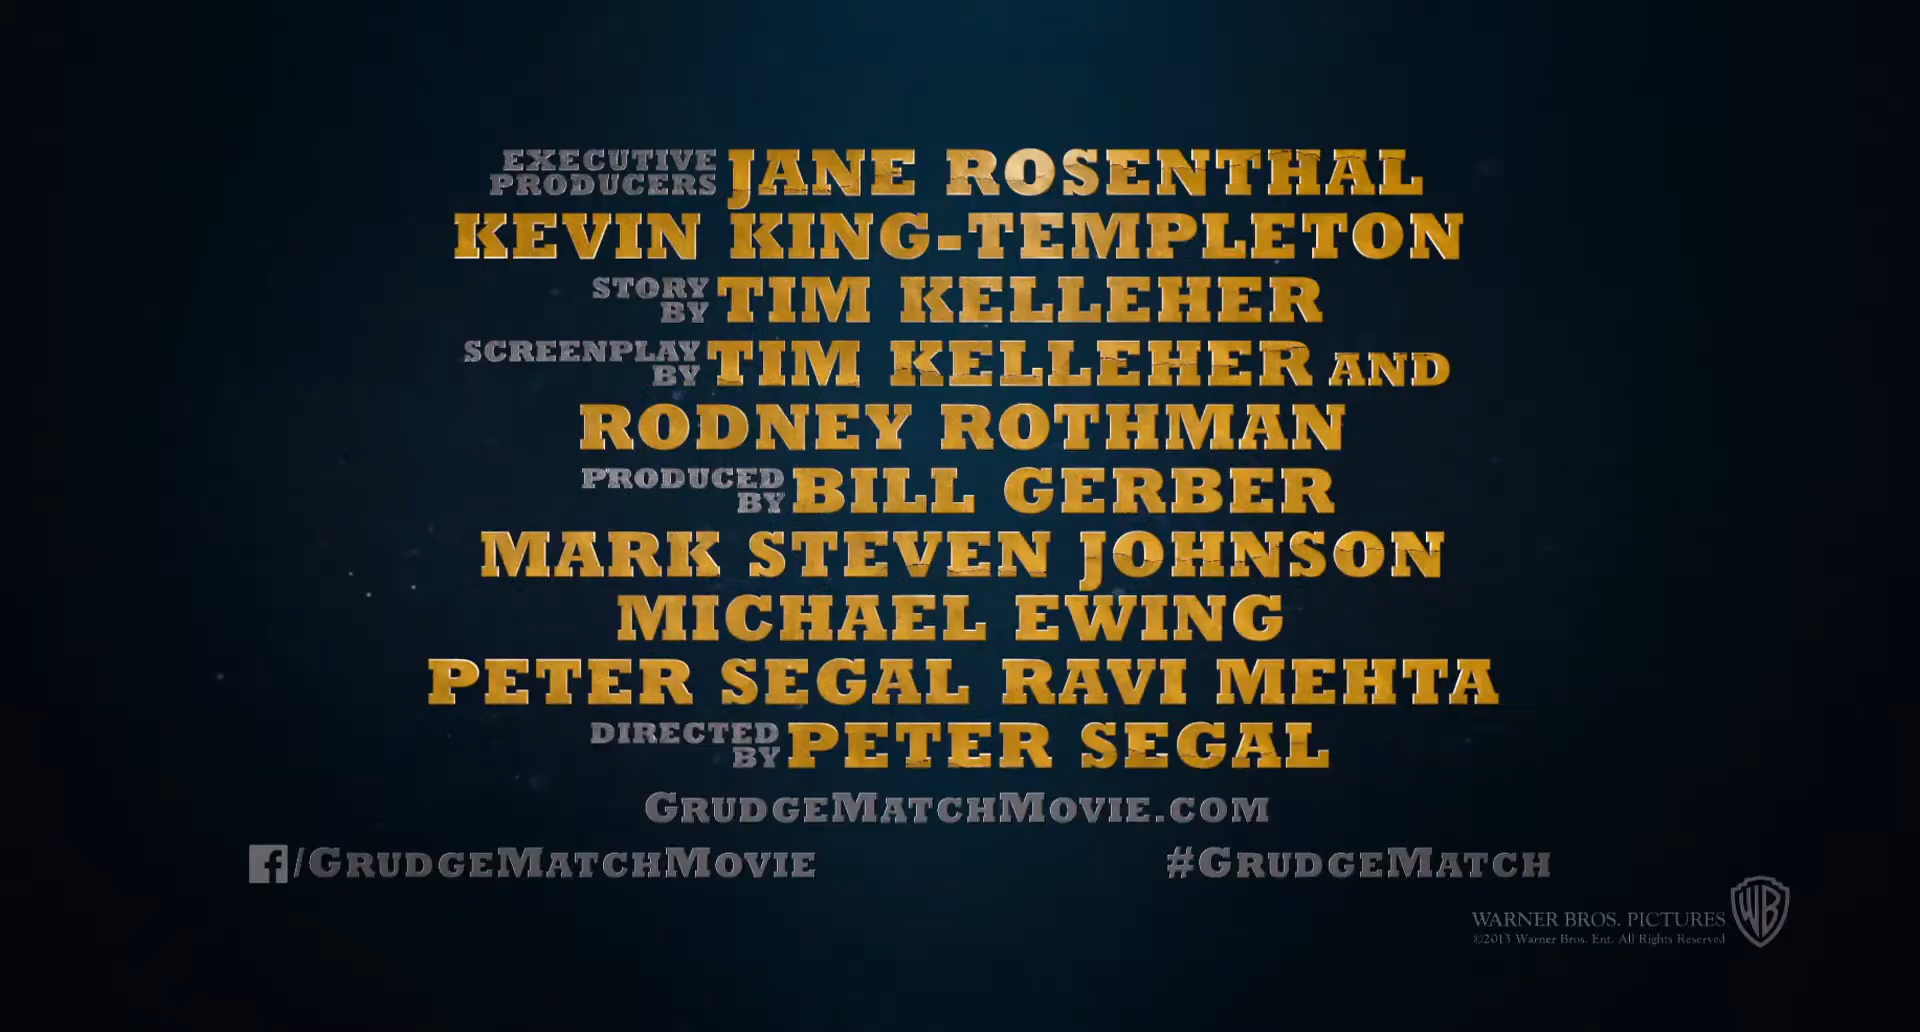 EXECUTIVE PRODUCERS JANE ROSENTHAL
KEVIN KING-TEMPLETON
STORY BY TIM KELLEHER
SCREENPLAY BY TIM KELLEHER AND
RODNEY ROTHMAN
PRODUCED BY BILL GERBER
MARK STEVEN JOHNSON
MICHAEL EWING
PETER SEGAL RAVI MEHTA
DIRECTED BY PETER SEGAL
GRUDGEMATCHMOVIE.COM
f/GRUDGEMATCHMOVIE #GRUDGEMATCH
WARNER BROS. PICTURES WB
©2013 Warner Bros. Ent. All Rights Reserved